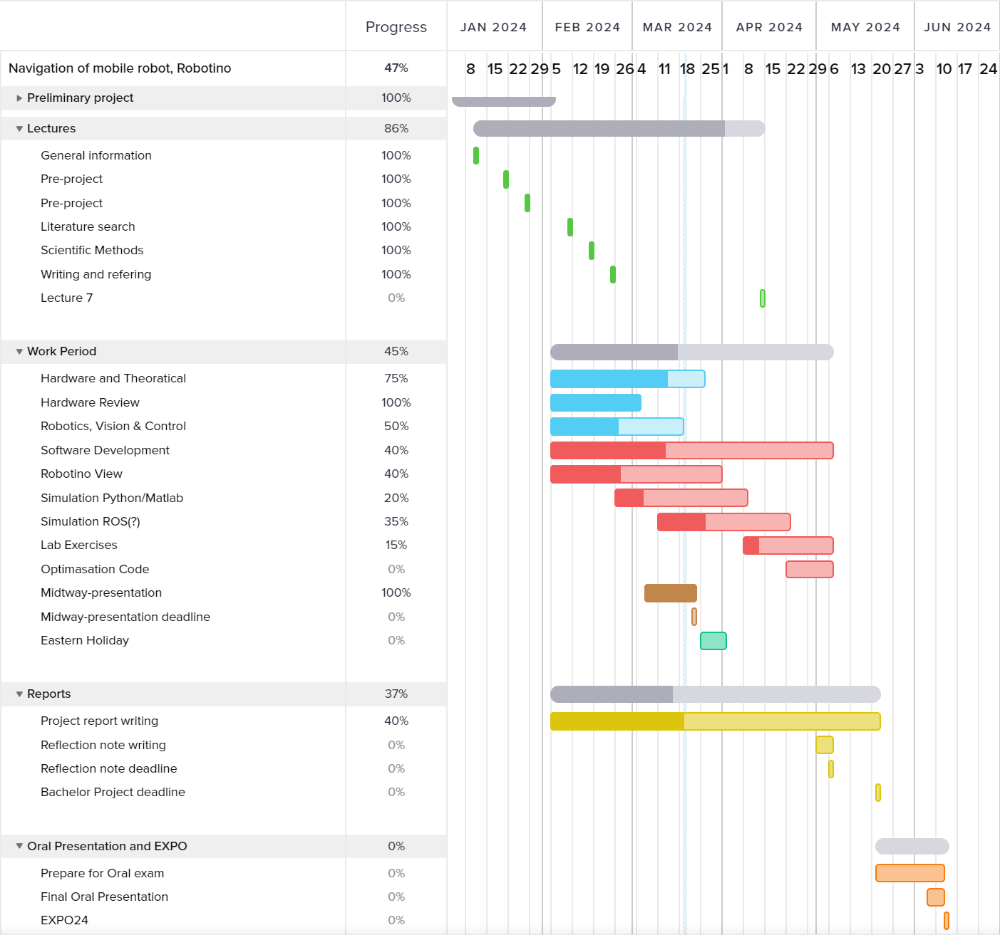 Progress JAN 2024 FEB 2024 MAR 2024 APR 2024 MAY 2024 JUN 2024
Navigation of mobile robot, Robotino 47% 8 15 22 29 5 12 19 26 4 11 18 25 1 8 15 22 29 6 13 20 27 3 10 17 24
Preliminary project 100%
Lectures 86%
General information 100%
Pre-project 100%
Pre-project 100%
Literature search 100%
Scientific Methods 100%
Writing and refering 100%
Lecture 7 0%
Work Period 45%
Hardware and Theoratical 75%
Hardware Review 100%
Robotics, Vision & Control 50%
Software Development 40%
Robotino View 40%
Simulation Python/Matlab 20%
Simulation ROS(?) 35%
Lab Exercises 15%
Optimasation Code 0%
Midtway-presentation 100%
Midway-presentation deadline 0%
Eastern Holiday 0%
Reports 37%
Project report writing 40%
Reflection note writing 0%
Reflection note deadline 0%
Bachelor Project deadline 0%
Oral Presentation and EXPO 0%
Prepare for Oral exam 0%
Final Oral Presentation 0%
EXPO24 0%